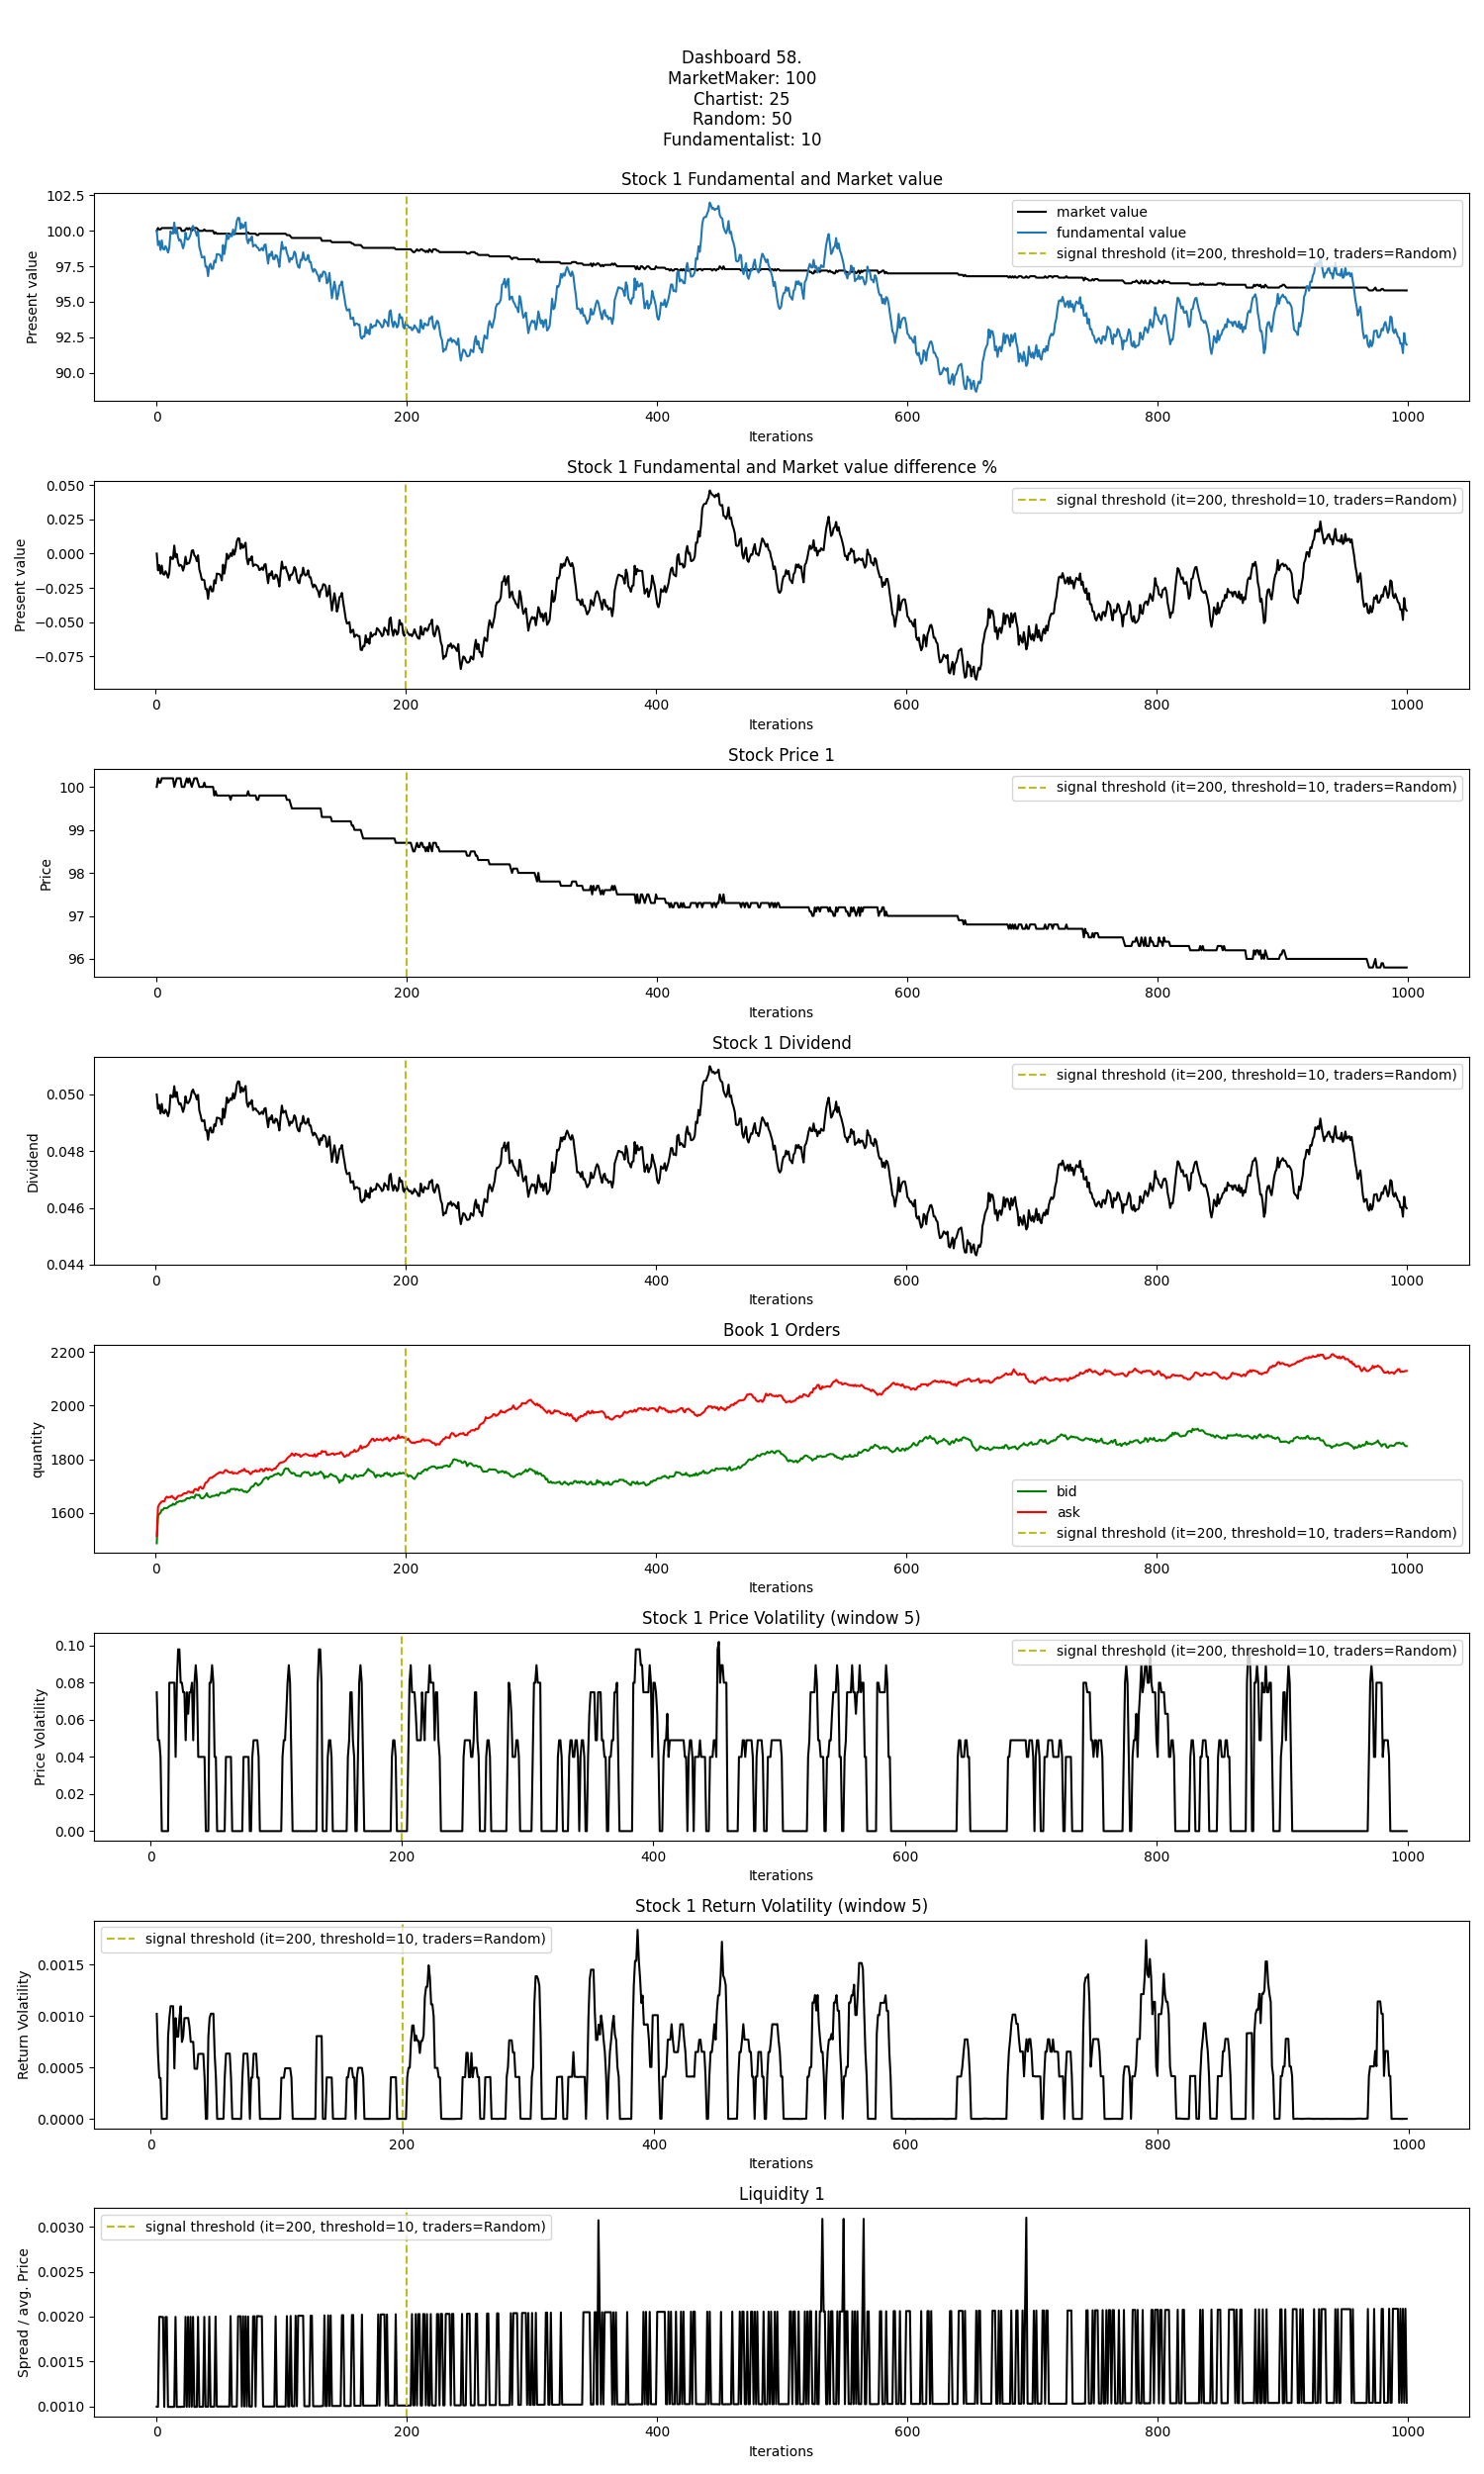 Dashboard 58.
MarketMaker: 100
Chartist: 25
Random: 50
Fundamentalist: 10
Stock 1 Fundamental and Market value
102.5
100.0
97.5
95.0
92.5
90.0
Present value
market value
fundamental value
signal threshold (it=200, threshold=10, traders=Random)
0 200 400 600 800 1000
Iterations
Stock 1 Fundamental and Market value difference %
0.050
0.025
0.000
−0.025
−0.050
−0.075
Present value
signal threshold (it=200, threshold=10, traders=Random)
0 200 400 600 800 1000
Iterations
Stock Price 1
100
99
98
97
96
Price
signal threshold (it=200, threshold=10, traders=Random)
0 200 400 600 800 1000
Iterations
Stock 1 Dividend
0.050
0.048
0.046
0.044
Dividend
signal threshold (it=200, threshold=10, traders=Random)
0 200 400 600 800 1000
Iterations
Book 1 Orders
2200
2000
1800
1600
quantity
bid
ask
signal threshold (it=200, threshold=10, traders=Random)
0 200 400 600 800 1000
Iterations
Stock 1 Price Volatility (window 5)
0.10
0.08
0.06
0.04
0.02
0.00
Price Volatility
signal threshold (it=200, threshold=10, traders=Random)
0 200 400 600 800 1000
Iterations
Stock 1 Return Volatility (window 5)
0.0015
0.0010
0.0005
0.0000
Return Volatility
signal threshold (it=200, threshold=10, traders=Random)
0 200 400 600 800 1000
Iterations
Liquidity 1
0.0030
0.0025
0.0020
0.0015
0.0010
Spread / avg. Price
signal threshold (it=200, threshold=10, traders=Random)
0 200 400 600 800 1000
Iterations